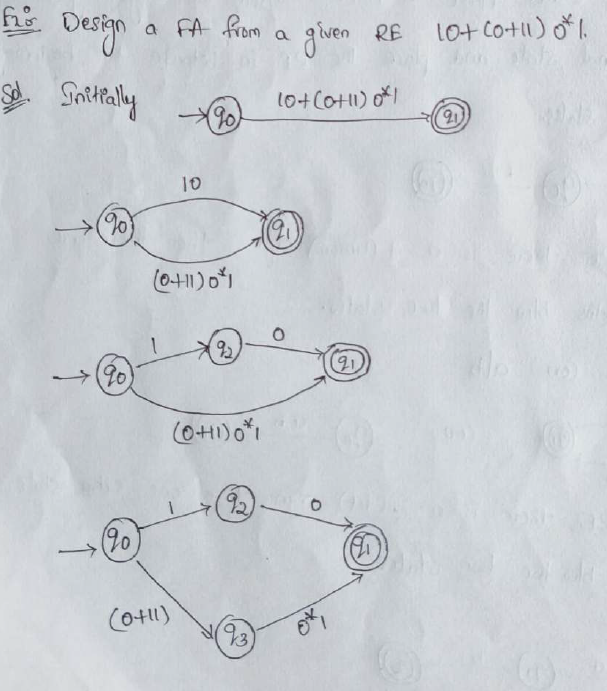 Ex: Design a FA from a given RE 10+(0+11) 0*1.
Sol. Initially
10+(0+11) 0*1
q0 q1
10
q0 q1
(0+11) 0*1
1 q2 0
q0 q1
(0+11) 0*1
1 q2 0
q0 q1
(0+11) q3 0*1